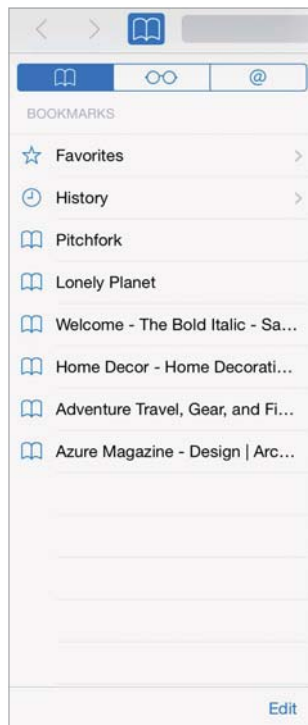 @
BOOKMARKS
Favorites
History
Pitchfork
Lonely Planet
Welcome - The Bold Italic - Sa...
Home Decor - Home Decorati...
Adventure Travel, Gear, and Fi...
Azure Magazine - Design | Arc...
Edit